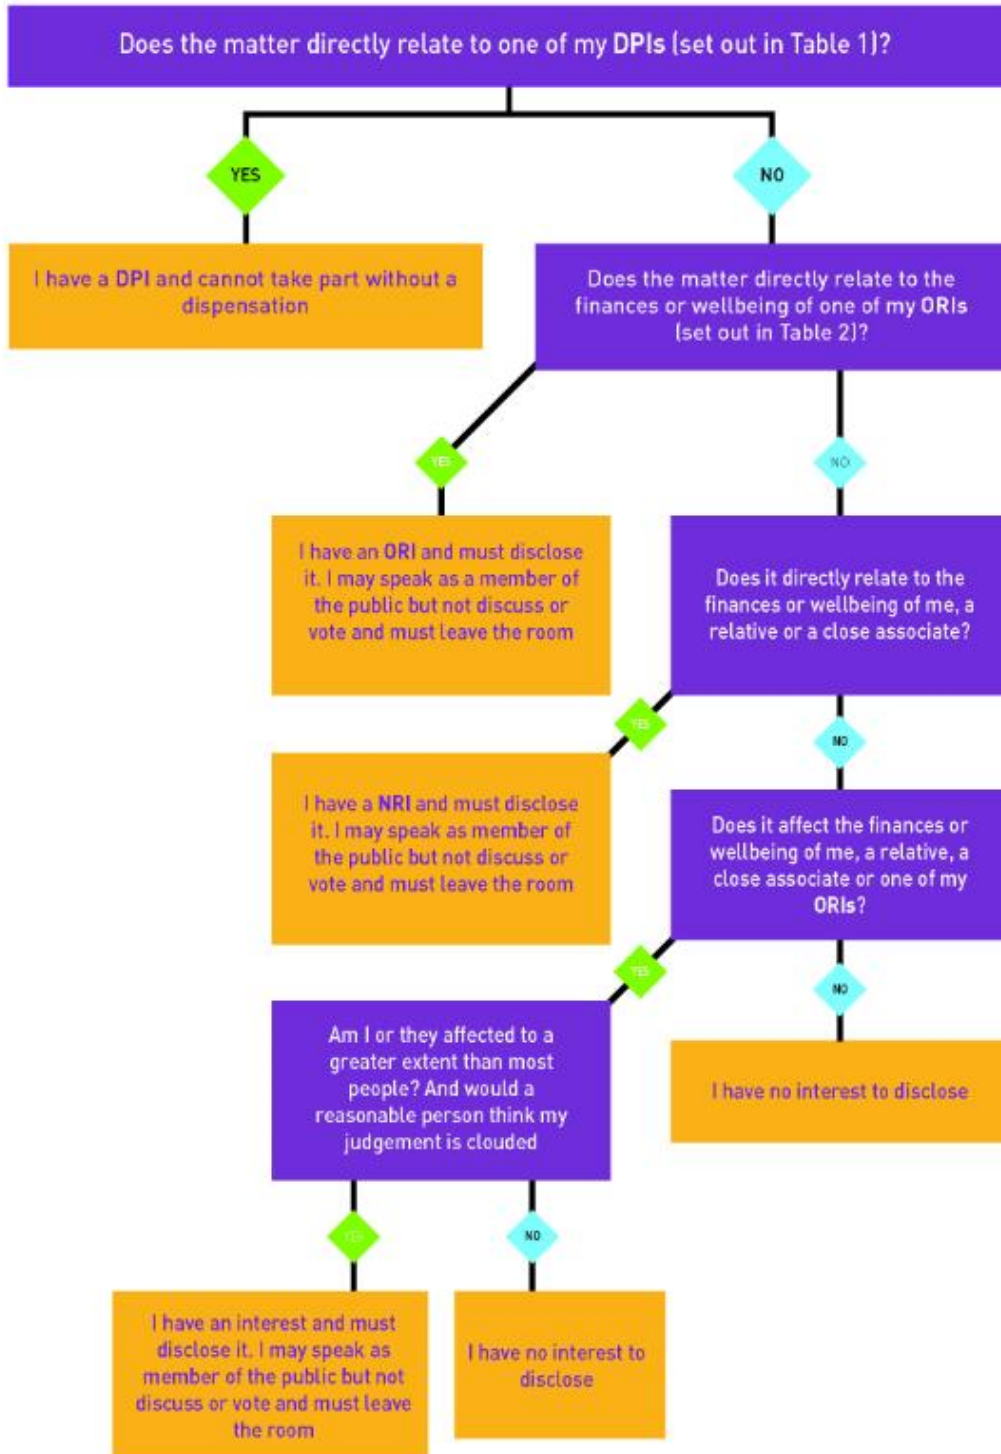 Does the matter directly relate to one of my DPIs (set out in Table 1)?
YES
NO
I have a DPI and cannot take part without a
dispensation
Does the matter directly relate to the
finances or wellbeing of one of my ORIs
(set out in Table 2)?
YES
NO
I have an ORI and must disclose
it. I may speak as a member of
the public but not discuss or
vote and must leave the room
Does it directly relate to the
finances or wellbeing of me, a
relative or a close associate?
YES
NO
I have a NRI and must disclose
it. I may speak as member of
the public but not discuss or
vote and must leave the room
Does it affect the finances or
wellbeing of me, a relative, a
close associate or one of my
ORIs?
YES
NO
Am I or they affected to a
greater extent than most
people? And would a
reasonable person think my
judgement is clouded
I have no interest to disclose
YES
NO
I have an interest and must
disclose it. I may speak as
member of the public but not
discuss or vote and must leave
the room
I have no interest to
disclose